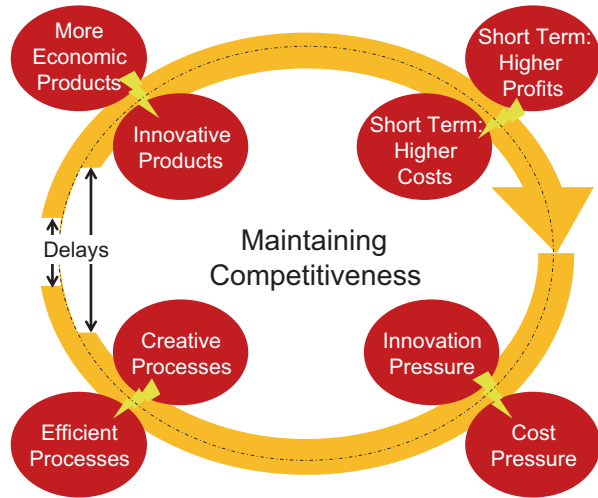 More
Economic
Products
Innovative
Products
Short Term:
Higher
Profits
Short Term:
Higher
Costs
Delays
Maintaining
Competitiveness
Creative
Processes
Efficient
Processes
Innovation
Pressure
Cost
Pressure